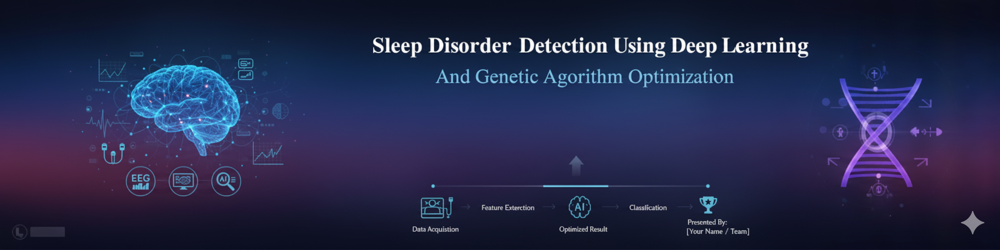 Sleep Disorder Detection Using Deep Learning
And Genetic Agorithm Optimization
EEG
AI
Feature Exterction
AI
Classlication
Data Acquistion
Optimized Result
Presented By:
[Your Name / Team]